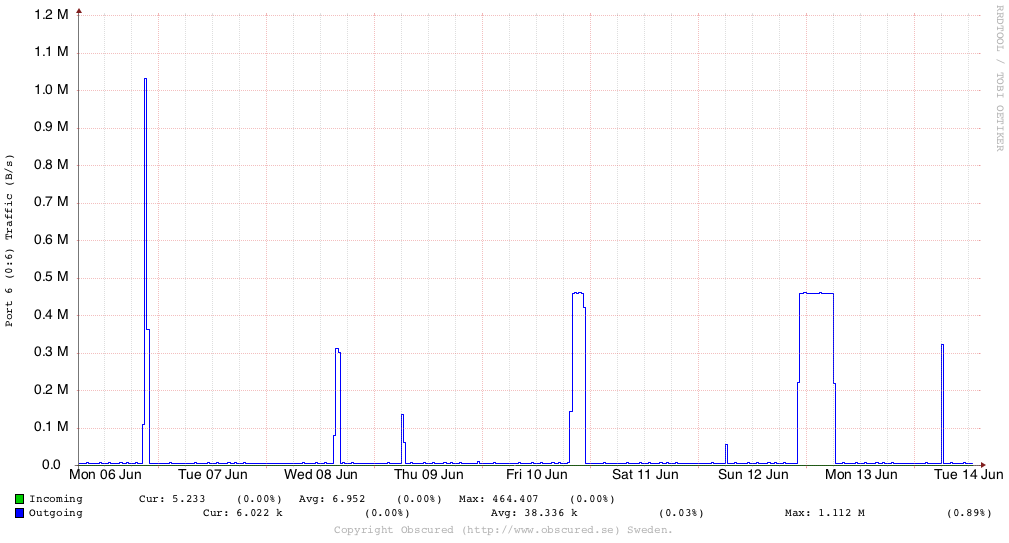 RRDTOOL / TOBI OETIKER
Port 6 (0:6) Traffic (B/s)
1.2 M
1.1 M
1.0 M
0.9 M
0.8 M
0.7 M
0.6 M
0.5 M
0.4 M
0.3 M
0.2 M
0.1 M
0.0
Mon 06 Jun Tue 07 Jun Wed 08 Jun Thu 09 Jun Fri 10 Jun Sat 11 Jun Sun 12 Jun Mon 13 Jun Tue 14 Jun
Incoming Cur: 5.233 (0.00%) Avg: 6.952 (0.00%) Max: 464.407 (0.00%)
Outgoing Cur: 6.022 k (0.00%) Avg: 38.336 k (0.03%) Max: 1.112 M (0.89%)
Copyright Obscured (http://www.obscured.se) Sweden.